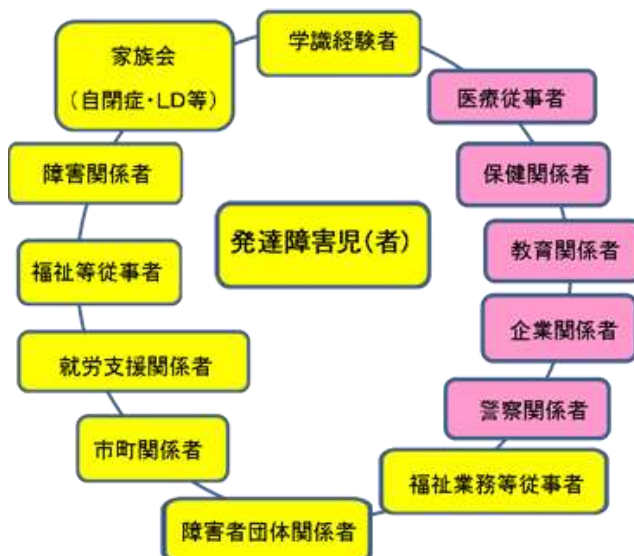 学識経験者
家族会
（自閉症・LD等）
医療従事者
障害関係者
保健関係者
発達障害児（者）
教育関係者
福祉等従事者
企業関係者
就労支援関係者
警察関係者
市町関係者
福祉業務等従事者
障害者団体関係者